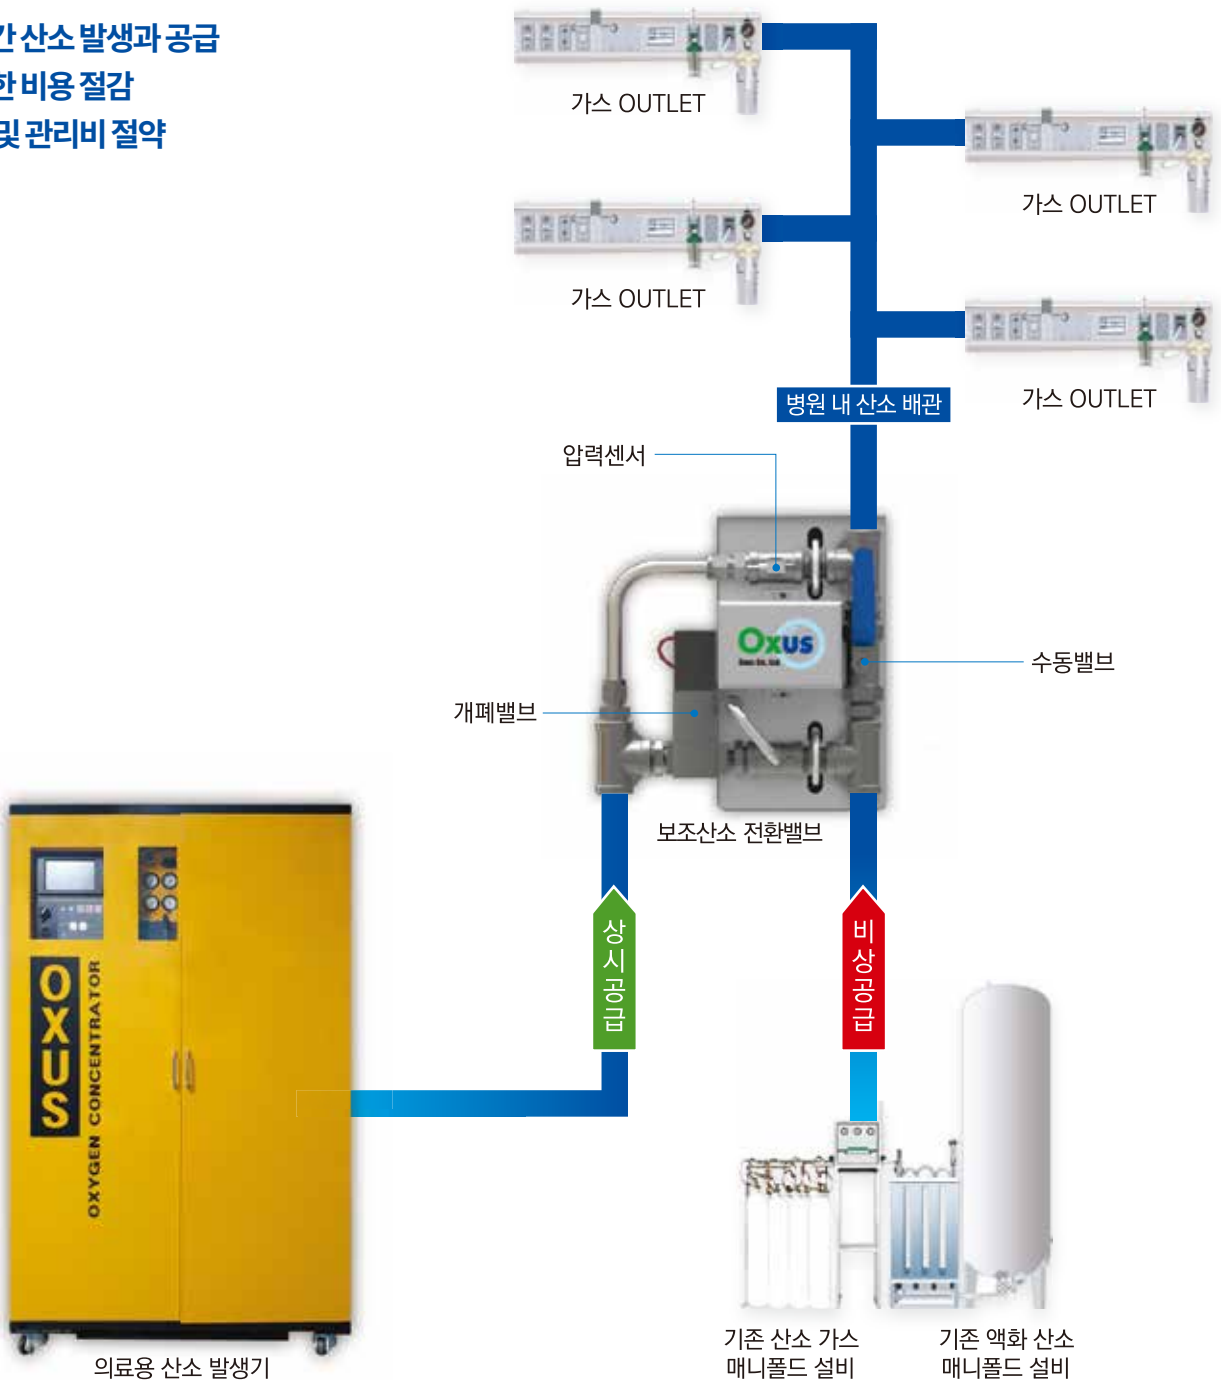 산소 발생과 공급
비용 절감
및 관리비 절약
가스 OUTLET
가스 OUTLET
가스 OUTLET
가스 OUTLET
병원 내 산소 배관
압력센서
Oxus
수동밸브
개폐밸브
보조산소 전환밸브
상시공급
비상공급
OXUS
OXYGEN CONCENTRATOR
의료용 산소 발생기
기존 산소 가스
매니폴드 설비
기존 액화 산소
매니폴드 설비